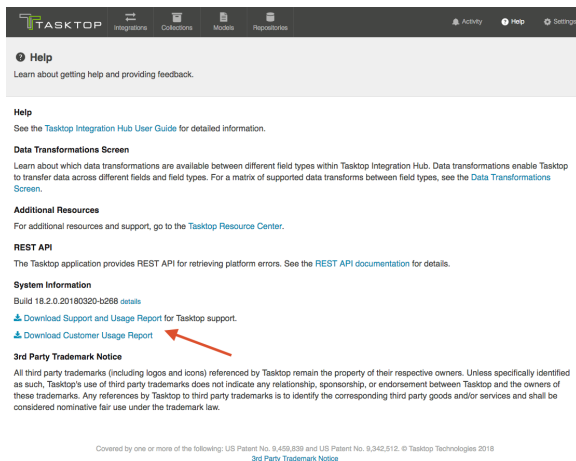 TASKTOP
Integrations
Collections
Models
Repositories
Activity
Help
Settings
Help
Learn about getting help and providing feedback.
Help
See the Tasktop Integration Hub User Guide for detailed information.
Data Transformations Screen
Learn about which data transformations are available between different field types within Tasktop Integration Hub. Data transformations enable Tasktop
to transfer data across different fields and field types. For a matrix of supported data transforms between field types, see the Data Transformations
Screen.
Additional Resources
For additional resources and support, go to the Tasktop Resource Center.
REST API
The Tasktop application provides REST API for retrieving platform errors. See the REST API documentation for details.
System Information
Build 18.2.0.20180320-b268 details
Download Support and Usage Report for Tasktop support.
Download Customer Usage Report
3rd Party Trademark Notice
All third party trademarks (including logos and icons) referenced by Tasktop remain the property of their respective owners. Unless specifically identified
as such, Tasktop's use of third party trademarks does not indicate any relationship, sponsorship, or endorsement between Tasktop and the owners of
these trademarks. Any references by Tasktop to third party trademarks is to identify the corresponding third party goods and/or services and shall be
considered nominative fair use under the trademark law.
Covered by one or more of the following: US Patent No. 9,459,839 and US Patent No. 9,342,512. © Tasktop Technologies 2018
3rd Party Trademark Notice